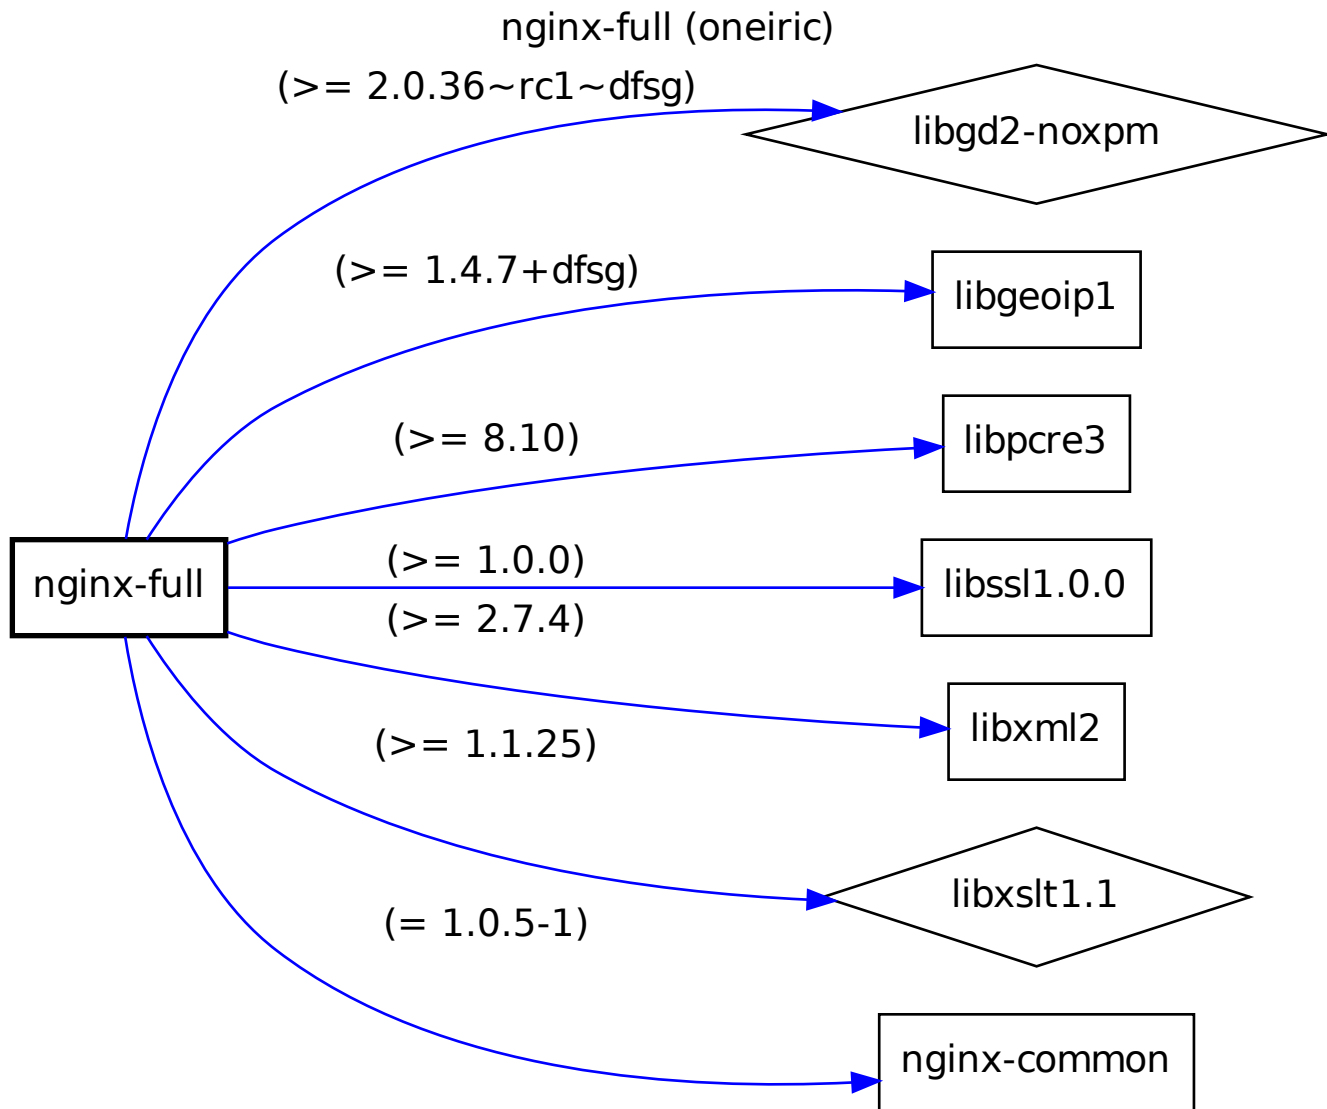 nginx-full (oneiric)
(>= 2.0.36~rc1~dfsg)
libgd2-noxpm
(>= 1.4.7+dfsg)
libgeoip1
(>= 8.10)
libpcre3
(>= 1.0.0)
nginx-full
libssl1.0.0
(>= 2.7.4)
libxml2
(>= 1.1.25)
libxslt1.1
(= 1.0.5-1)
nginx-common